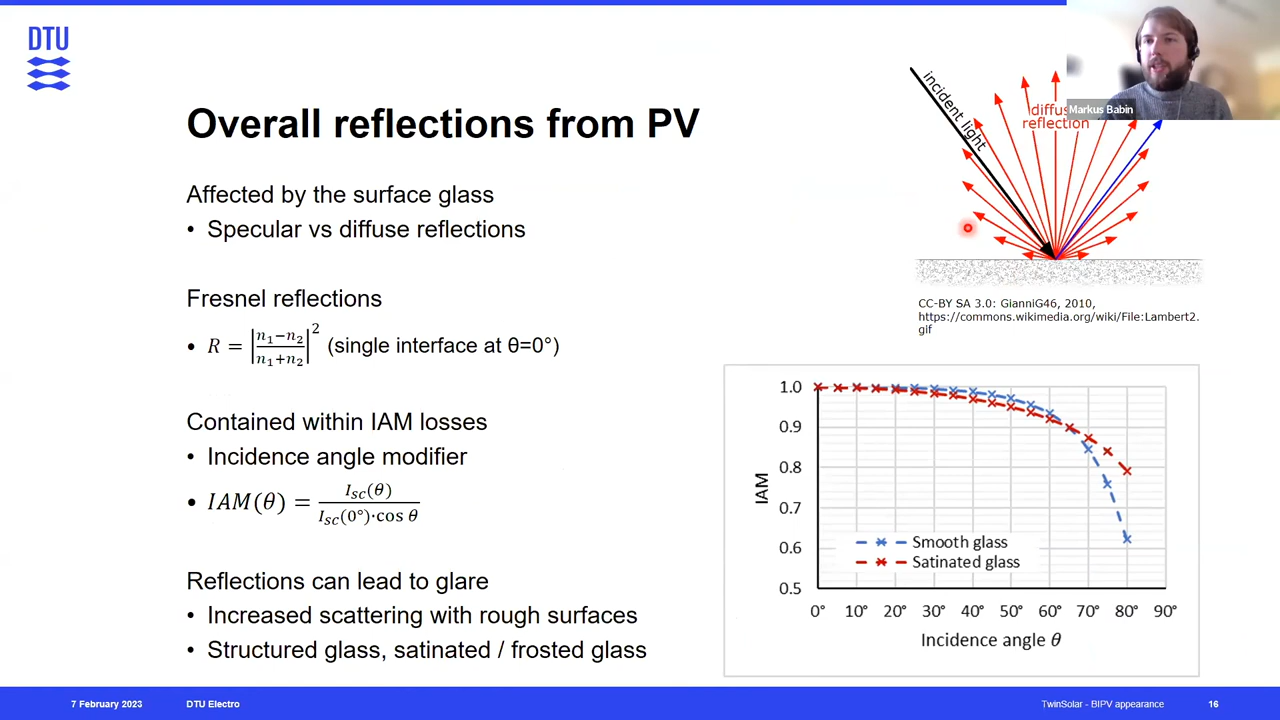 DTU
Overall reflections from PV
Affected by the surface glass
• Specular vs diffuse reflections
Fresnel reflections
• R = |n₁−n₂ / n₁+n₂|² (single interface at θ=0°)
Contained within IAM losses
• Incidence angle modifier
• IAM(θ) = I_SC(θ) / I_SC(0°)·cos θ
Reflections can lead to glare
• Increased scattering with rough surfaces
• Structured glass, satinated / frosted glass
Markus Babin
incident light
reflection
CC-BY SA 3.0: GianniG46, 2010,
https://commons.wikimedia.org/wiki/File:Lambert2.
gif
IAM
1.0
0.9
0.8
0.7
0.6
0.5
Smooth glass
Satinated glass
0° 10° 20° 30° 40° 50° 60° 70° 80° 90°
Incidence angle θ
7 February 2023 DTU Electro TwinSolar - BIPV appearance 16